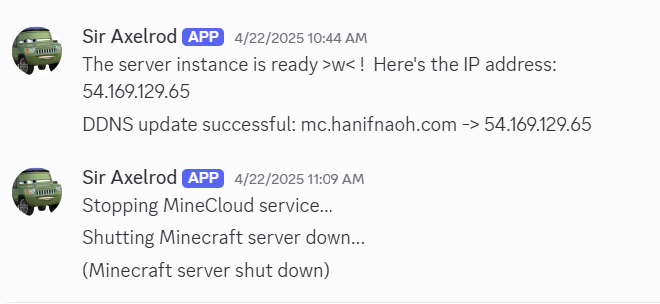 Sir Axelrod APP 4/22/2025 10:44 AM
The server instance is ready >w< ! Here's the IP address:
54.169.129.65
DDNS update successful: mc.hanifnaoh.com -> 54.169.129.65
Sir Axelrod APP 4/22/2025 11:09 AM
Stopping MineCloud service...
Shutting Minecraft server down...
(Minecraft server shut down)